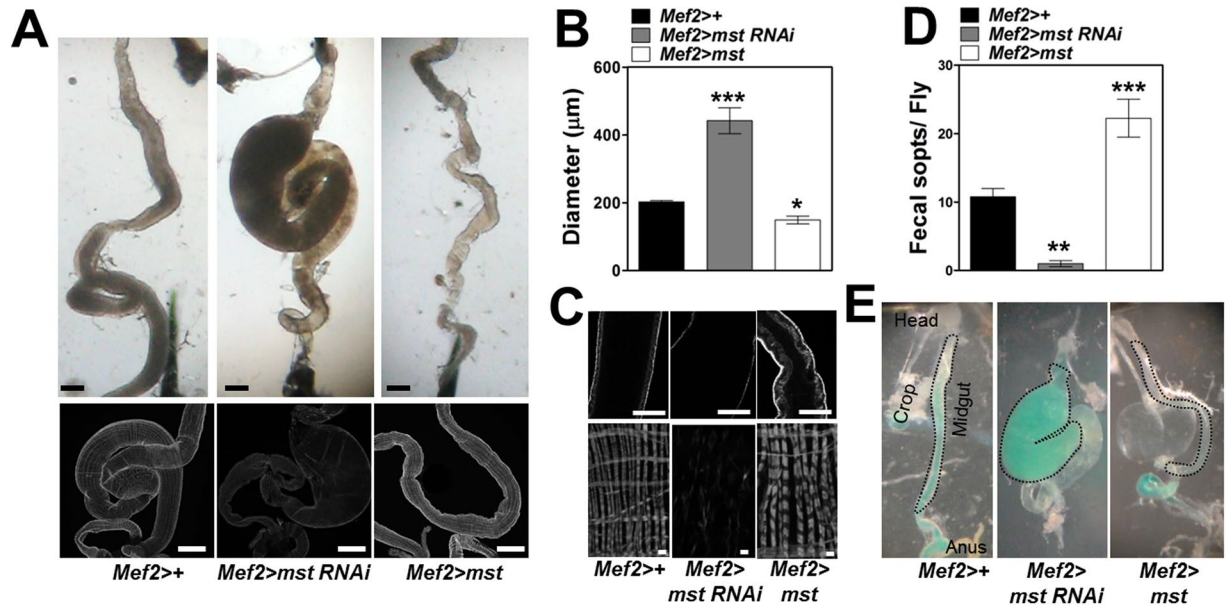 A
Mef2>+
Mef2>mst RNAi
Mef2>mst
B
Mef2>+
Mef2>mst RNAi
Mef2>mst
600
400
200
0
Diameter (μm)
***
*
C
Mef2>+
Mef2>
mst RNAi
Mef2>
mst
D
Mef2>+
Mef2>mst RNAi
Mef2>mst
30
20
10
0
Fecal sopts/ Fly
**
***
E
Head
Crop
Midgut
Anus
Mef2>+
Mef2>
mst RNAi
Mef2>
mst